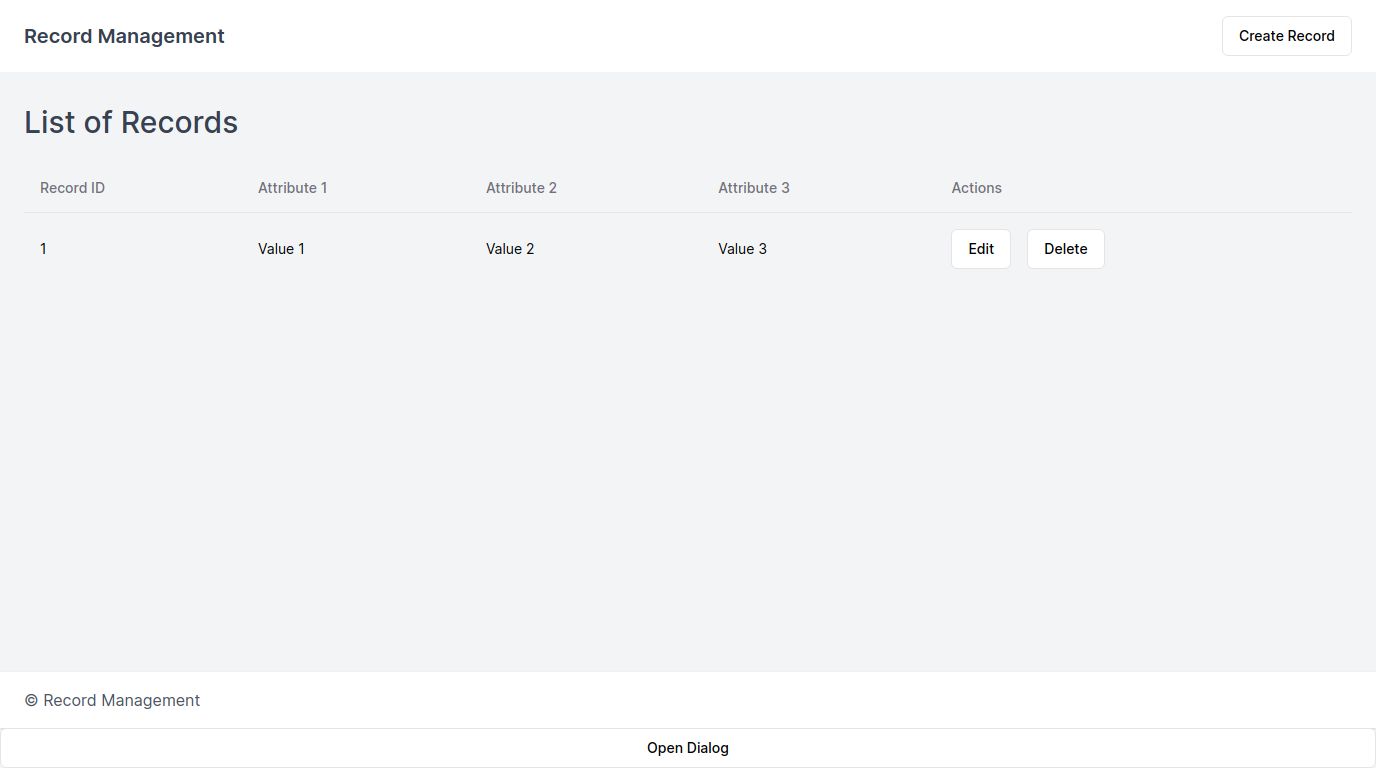 Record Management
Create Record
List of Records
Record ID Attribute 1 Attribute 2 Attribute 3 Actions
1 Value 1 Value 2 Value 3 Edit Delete
© Record Management
Open Dialog